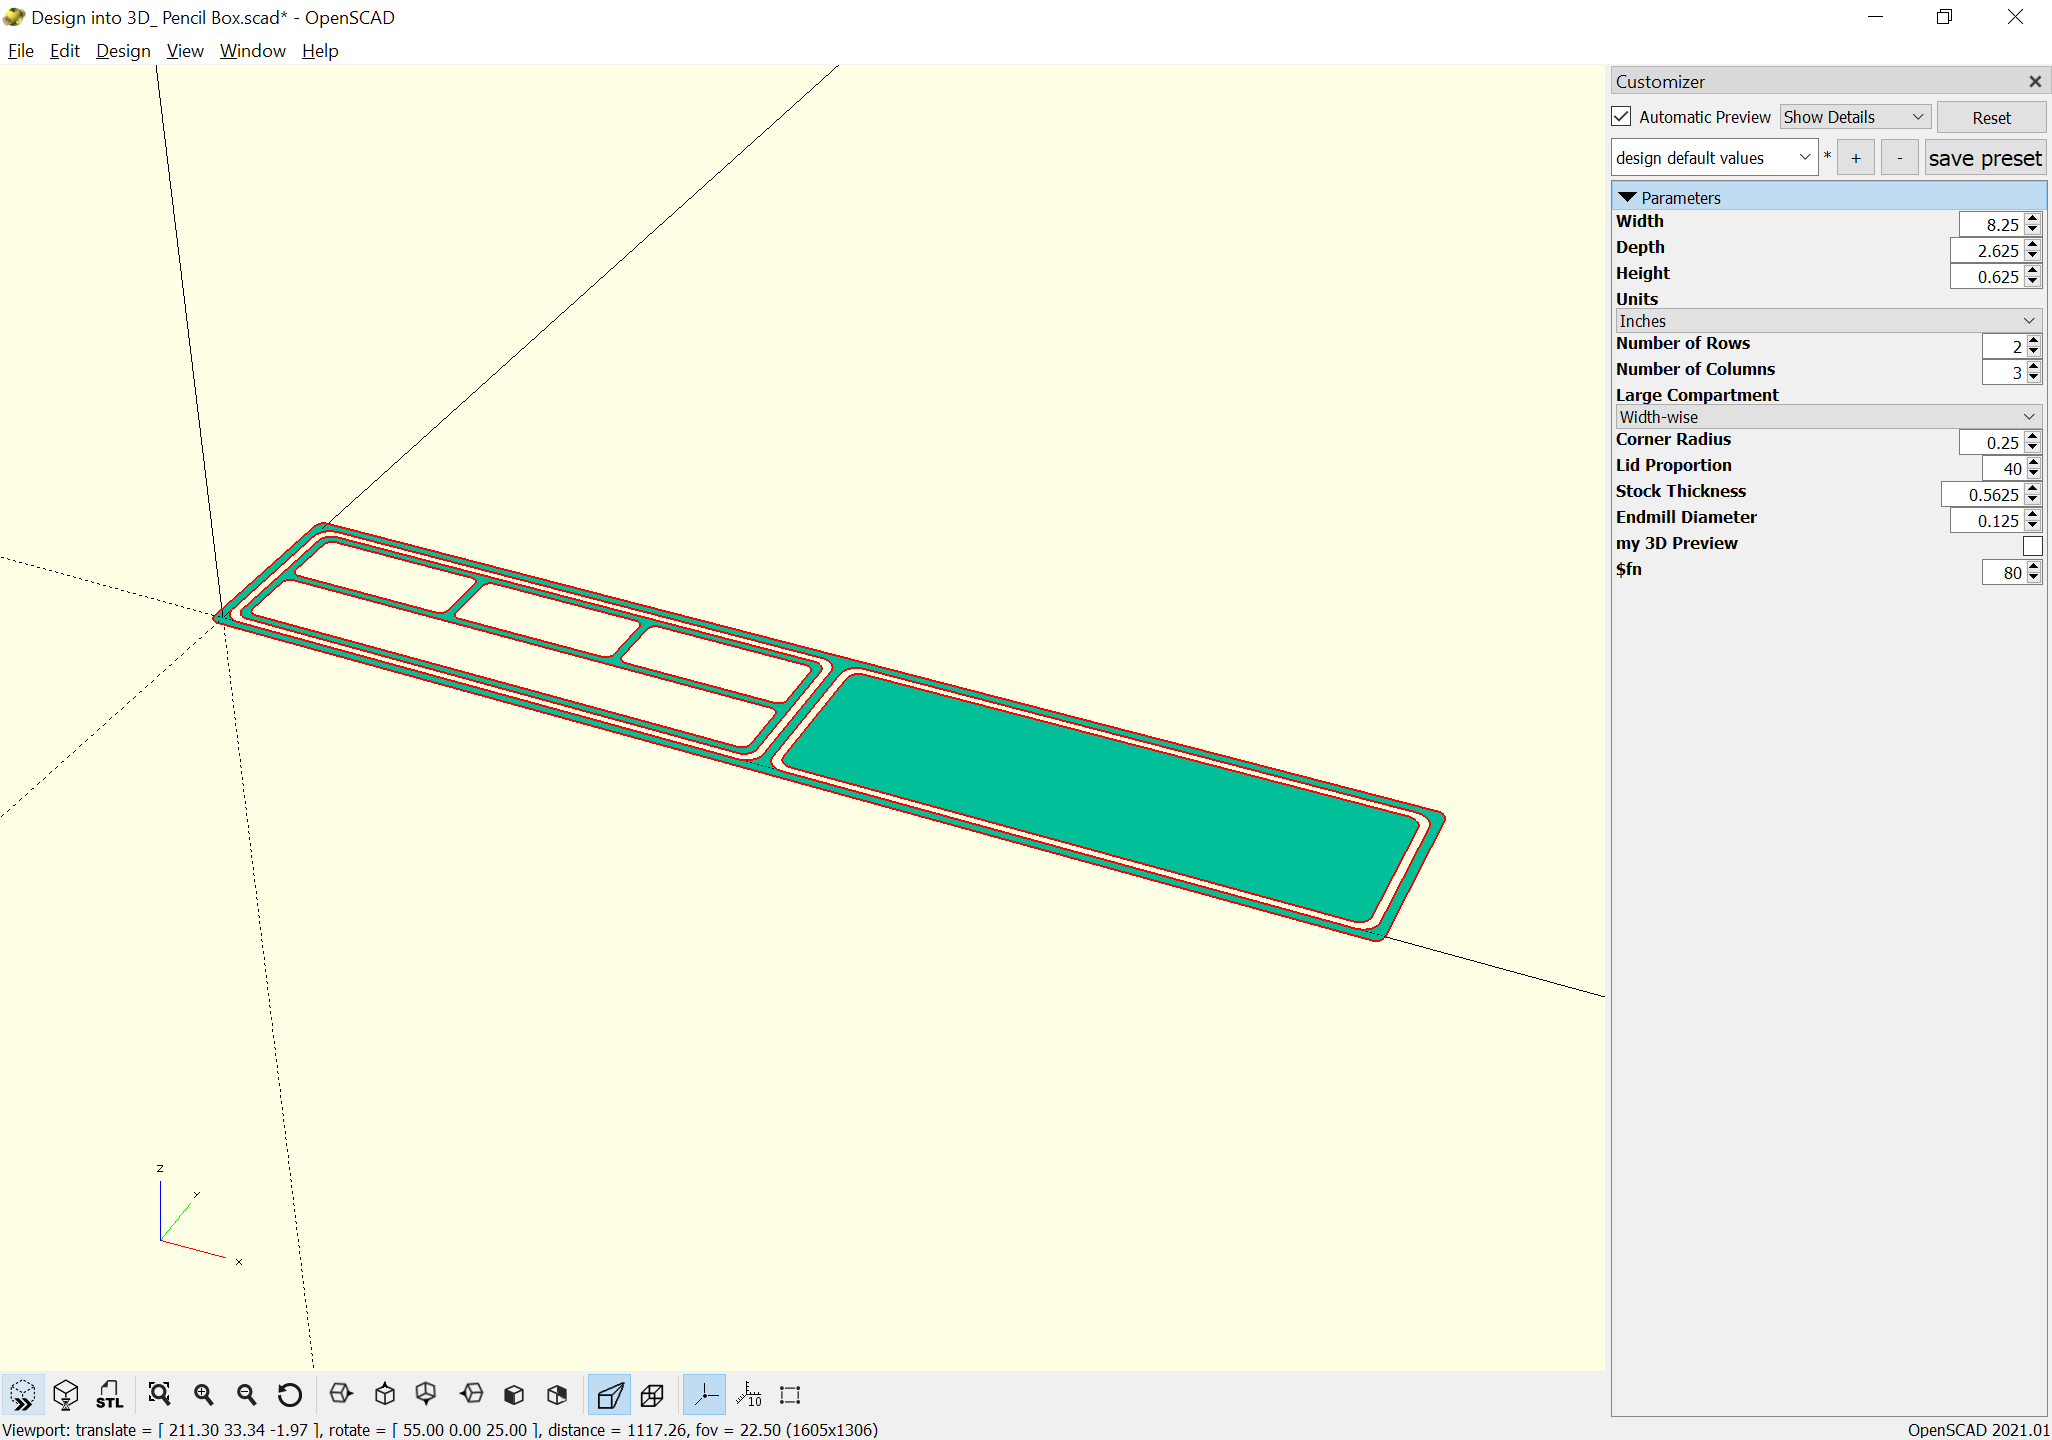 Design into 3D_ Pencil Box.scad* - OpenSCAD
File Edit Design View Window Help
Customizer
Automatic Preview Show Details Reset
design default values * + - save preset
Parameters
Width 8.25
Depth 2.625
Height 0.625
Units
Inches
Number of Rows 2
Number of Columns 3
Large Compartment
Width-wise
Corner Radius 0.25
Lid Proportion 40
Stock Thickness 0.5625
Endmill Diameter 0.125
my 3D Preview
$fn 80
z
y
x
STL 10
Viewport: translate = [ 211.30 33.34 -1.97 ], rotate = [ 55.00 0.00 25.00 ], distance = 1117.26, fov = 22.50 (1605x1306) OpenSCAD 2021.01